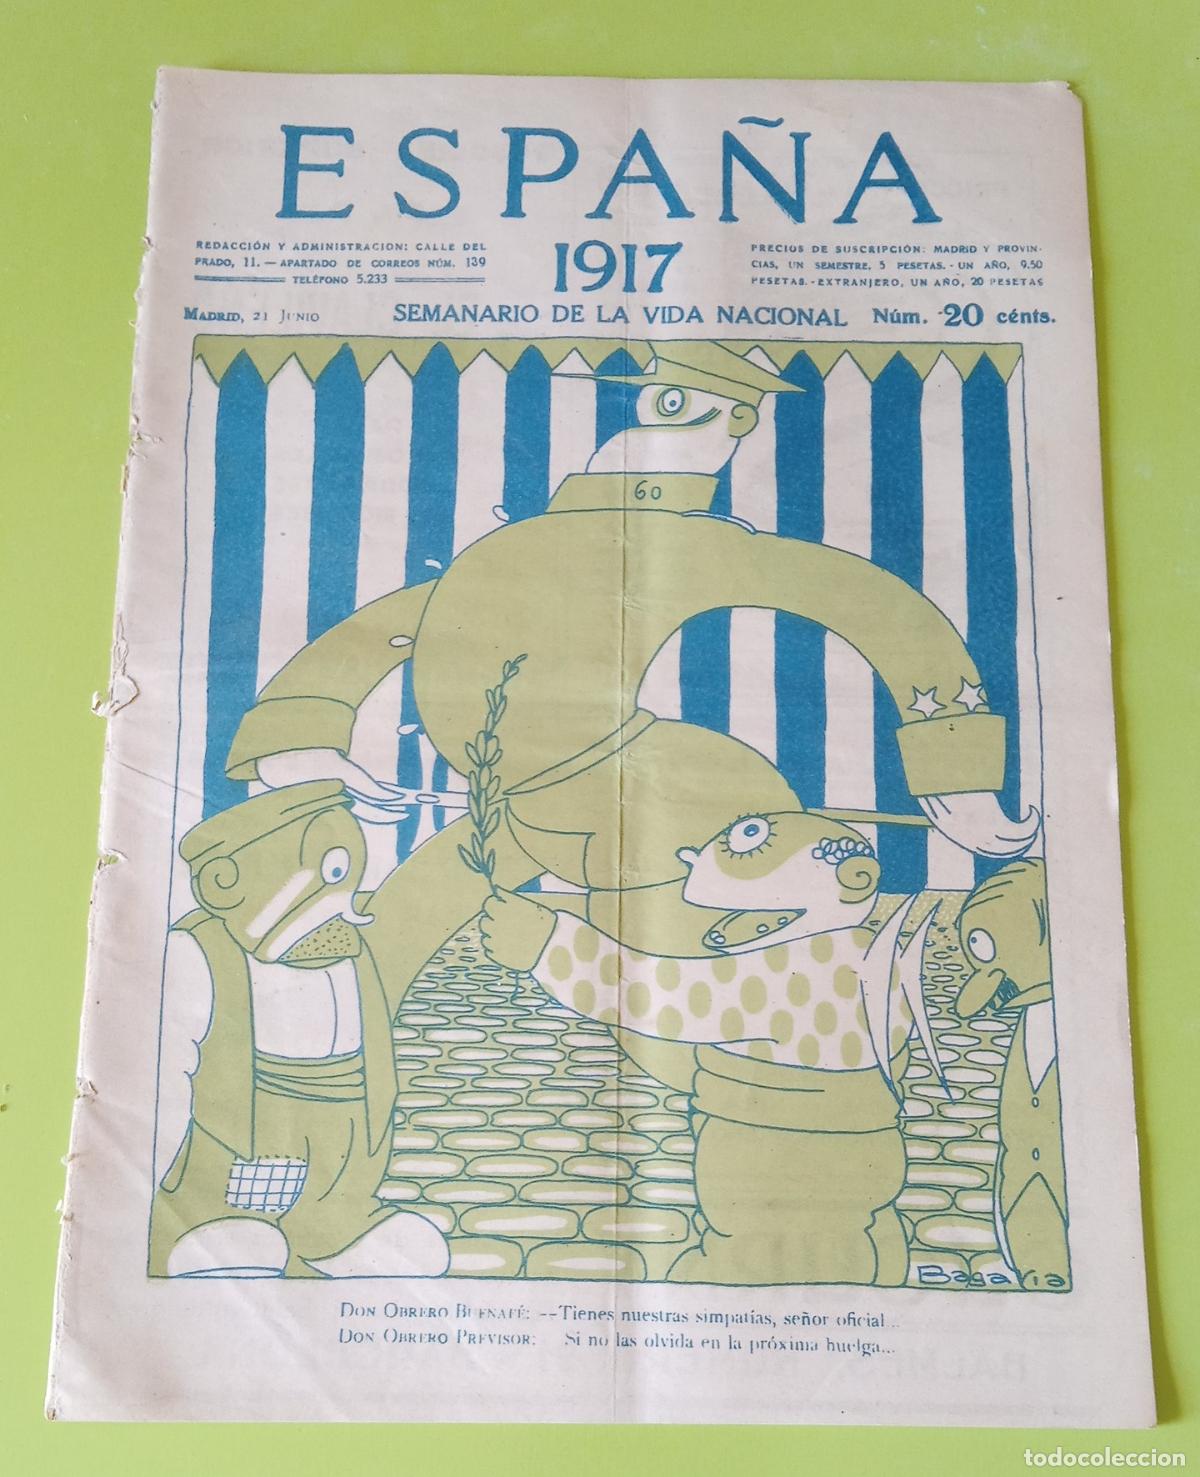 ESPAÑA
REDACCIÓN Y ADMINISTRACION: CALLE DEL
PRADO, 11. — APARTADO DE CORREOS NÚM. 139
TELÉFONO 5.233
1917
PRECIOS DE SUSCRIPCIÓN: MADRID Y PROVIN-
CIAS, UN SEMESTRE, 5 PESETAS. - UN AÑO, 9.50
PESETAS. - EXTRANJERO, UN AÑO, 20 PESETAS
MADRID, 21 JUNIO
SEMANARIO DE LA VIDA NACIONAL
Núm. 20 cénts.
60
Bagaria
DON OBRERO BUENAFÉ: --Tienes nuestras simpatías, señor oficial...
DON OBRERO PREVISOR: Si no las olvida en la próxima huelga...
todocoleccion